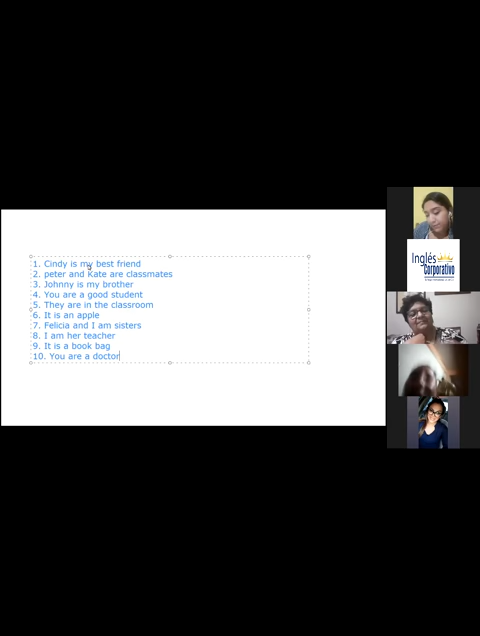 1. Cindy is my best friend
2. peter and Kate are classmates
3. Johnny is my brother
4. You are a good student
5. They are in the classroom
6. It is an apple
7. Felicia and I am sisters
8. I am her teacher
9. It is a book bag
10. You are a doctor
Inglés
Corporativo